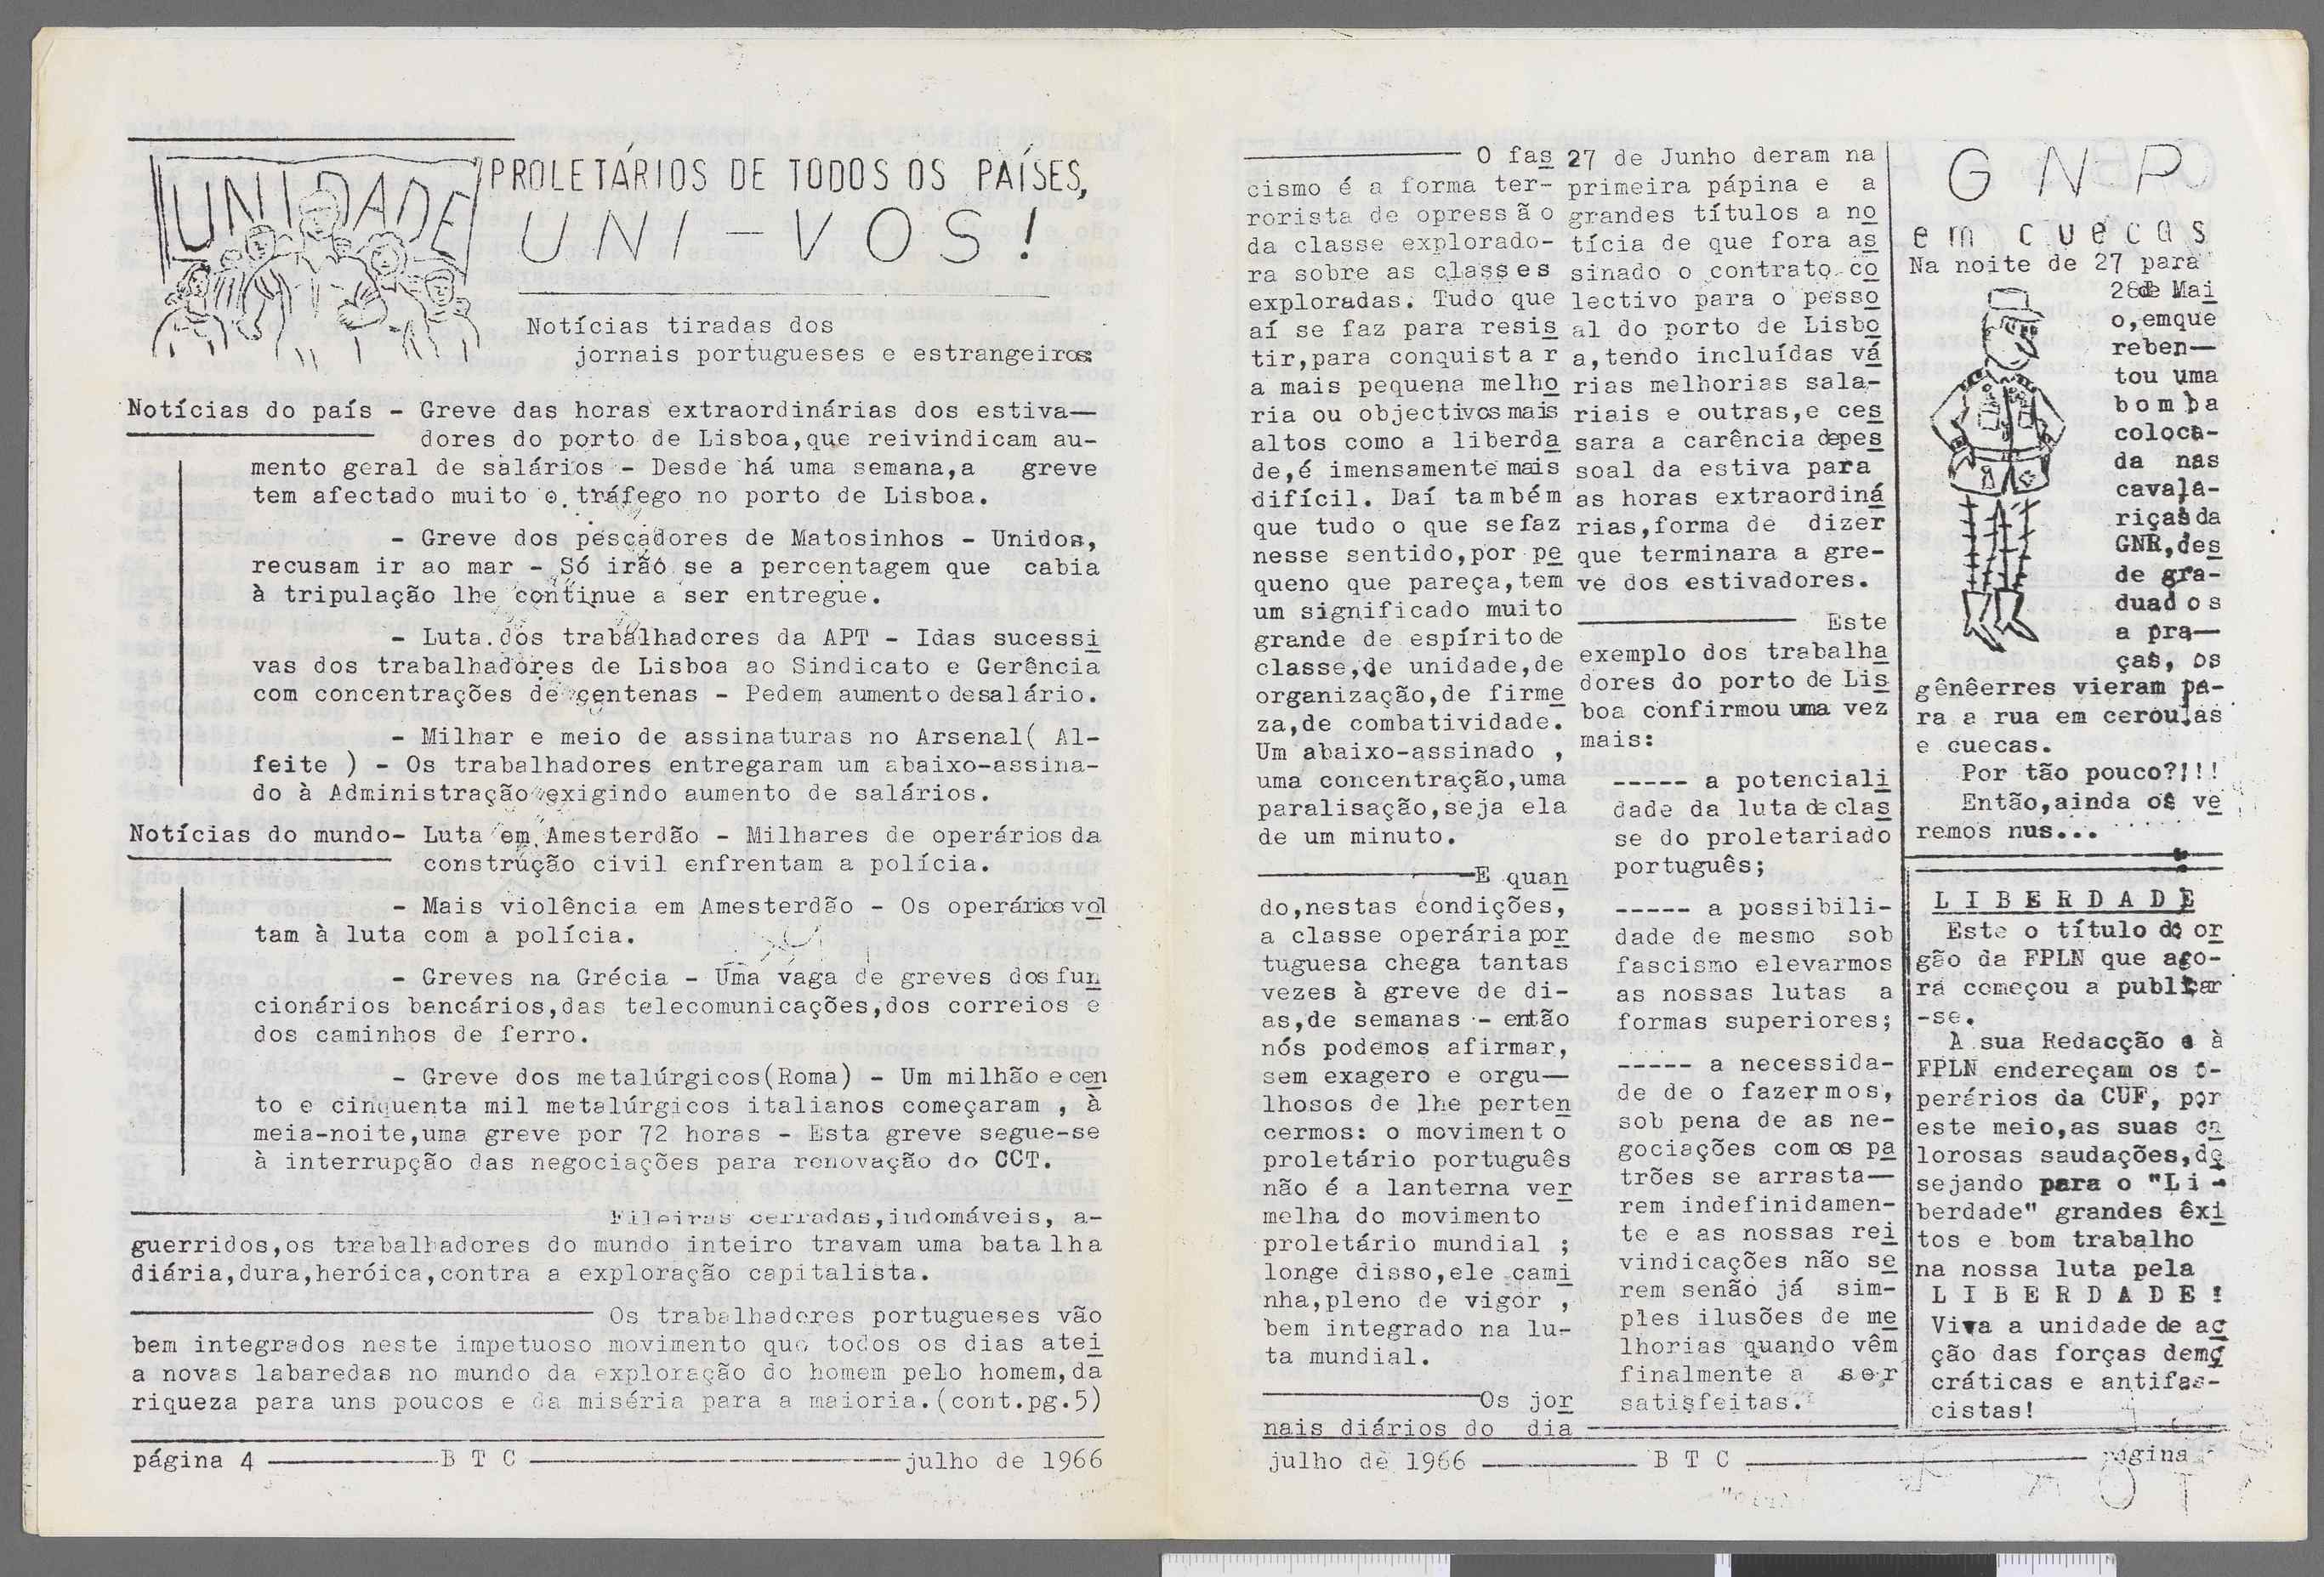 UNIDADE
PROLETÁRIOS DE TODOS OS PAÍSES,
UNI-VOS!
Notícias tiradas dos
jornais portugueses e estrangeiros
Notícias do país - Greve das horas extraordinárias dos estiva—
dores do porto de Lisboa,que reivindicam au-
mento geral de salários - Desde há uma semana,a greve
tem afectado muito o tráfego no porto de Lisboa.
- Greve dos pescadores de Matosinhos - Unidos,
recusam ir ao mar - Só irão se a percentagem que cabia
à tripulação lhe continue a ser entregue.
- Luta dos trabalhadores da APT - Idas sucessi
vas dos trabalhadores de Lisboa ao Sindicato e Gerência
com concentrações de centenas - Pedem aumento de salário.
- Milhar e meio de assinaturas no Arsenal( Al-
feite ) - Os trabalhadores entregaram um abaixo-assina-
do à Administração exigindo aumento de salários.
Notícias do mundo- Luta em Amesterdão - Milhares de operários da
construção civil enfrentam a polícia.
- Mais violência em Amesterdão - Os operários vol
tam à luta com a polícia.
- Greves na Grécia - Uma vaga de greves dos fun
cionários bancários,das telecomunicações,dos correios e
dos caminhos de ferro.
- Greve dos metalúrgicos(Roma) - Um milhão e cen
to e cinquenta mil metalúrgicos italianos começaram , à
meia-noite,uma greve por 72 horas - Esta greve segue-se
à interrupção das negociações para renovação do CCT.
Fileiras cerradas,indomáveis, a-
guerridos,os trabalhadores do mundo inteiro travam uma batalha
diária,dura,heróica,contra a exploração capitalista.
Os trabalhadores portugueses vão
bem integrados neste impetuoso movimento que todos os dias atei
a novas labaredas no mundo da exploração do homem pelo homem,da
riqueza para uns poucos e da miséria para a maioria.(cont.pg.5)
página 4 ———— B T C ———— julho de 1966
O fas
cismo é a forma ter-
rorista de opressão
da classe explorado-
ra sobre as classes
exploradas. Tudo que
aí se faz para resis
tir,para conquistar
a mais pequena melho
ria ou objectivos mais
altos como a liberda
de,é imensamente mais
difícil. Daí também
que tudo o que se faz
nesse sentido,por pe
queno que pareça,tem
um significado muito
grande de espírito de
classe,de unidade,de
organização,de firme
za,de combatividade.
Um abaixo-assinado ,
uma concentração,uma
paralisação,seja ela
de um minuto.
E quan
do,nestas condições,
a classe operária por
tuguesa chega tantas
vezes à greve de di-
as,de semanas - então
nós podemos afirmar,
sem exagero e orgu—
lhosos de lhe perten
cermos: o movimento
proletário português
não é a lanterna ver
melha do movimento
proletário mundial ;
longe disso,ele cami
nha,pleno de vigor ,
bem integrado na lu-
ta mundial.
Os jor
nais diários do dia
27 de Junho deram na
primeira pápina e a
grandes títulos a no
tícia de que fora as
sinado o contrato co
lectivo para o pesso
al do porto de Lisbo
a,tendo incluídas vá
rias melhorias sala-
riais e outras,e ces
sara a carência de pes
soal da estiva para
as horas extraordiná
rias,forma de dizer
que terminara a gre-
ve dos estivadores.
Este
exemplo dos trabalha
dores do porto de Lis
boa confirmou uma vez
mais:
----- a potenciali
dade da luta de clas
se do proletariado
português;
----- a possibili-
dade de mesmo sob
fascismo elevarmos
as nossas lutas a
formas superiores;
----- a necessida-
de de o fazermos,
sob pena de as ne-
gociações com os pa
trões se arrasta—
rem indefinidamen-
te e as nossas rei
vindicações não se
rem senão já sim-
ples ilusões de me
lhorias quando vêm
finalmente a ser
satisfeitas.
G N R
em cuecas
Na noite de 27 para
28 de Mai
o,em que
reben—
tou uma
bomba
coloca-
da nas
cavala-
riças da
GNR,des
de gra-
duados
a pra—
ças, os
gênêerres vieram pa-
ra a rua em ceroulas
e cuecas.
Por tão pouco?!!!
Então,ainda os ve
remos nus...
LIBERDADE
Este o título do or
gão da FPLN que ago-
ra começou a publicar
-se.
À sua Redacção e à
FPLN endereçam os o-
perários da CUF, por
este meio,as suas ca
lorosas saudações,de
sejando para o "Li -
berdade" grandes êxi
tos e bom trabalho
na nossa luta pela
LIBERDADE!
Viva a unidade de ac
ção das forças demo
cráticas e antifas-
cistas!
julho de 1966 ———— B T C ———— página